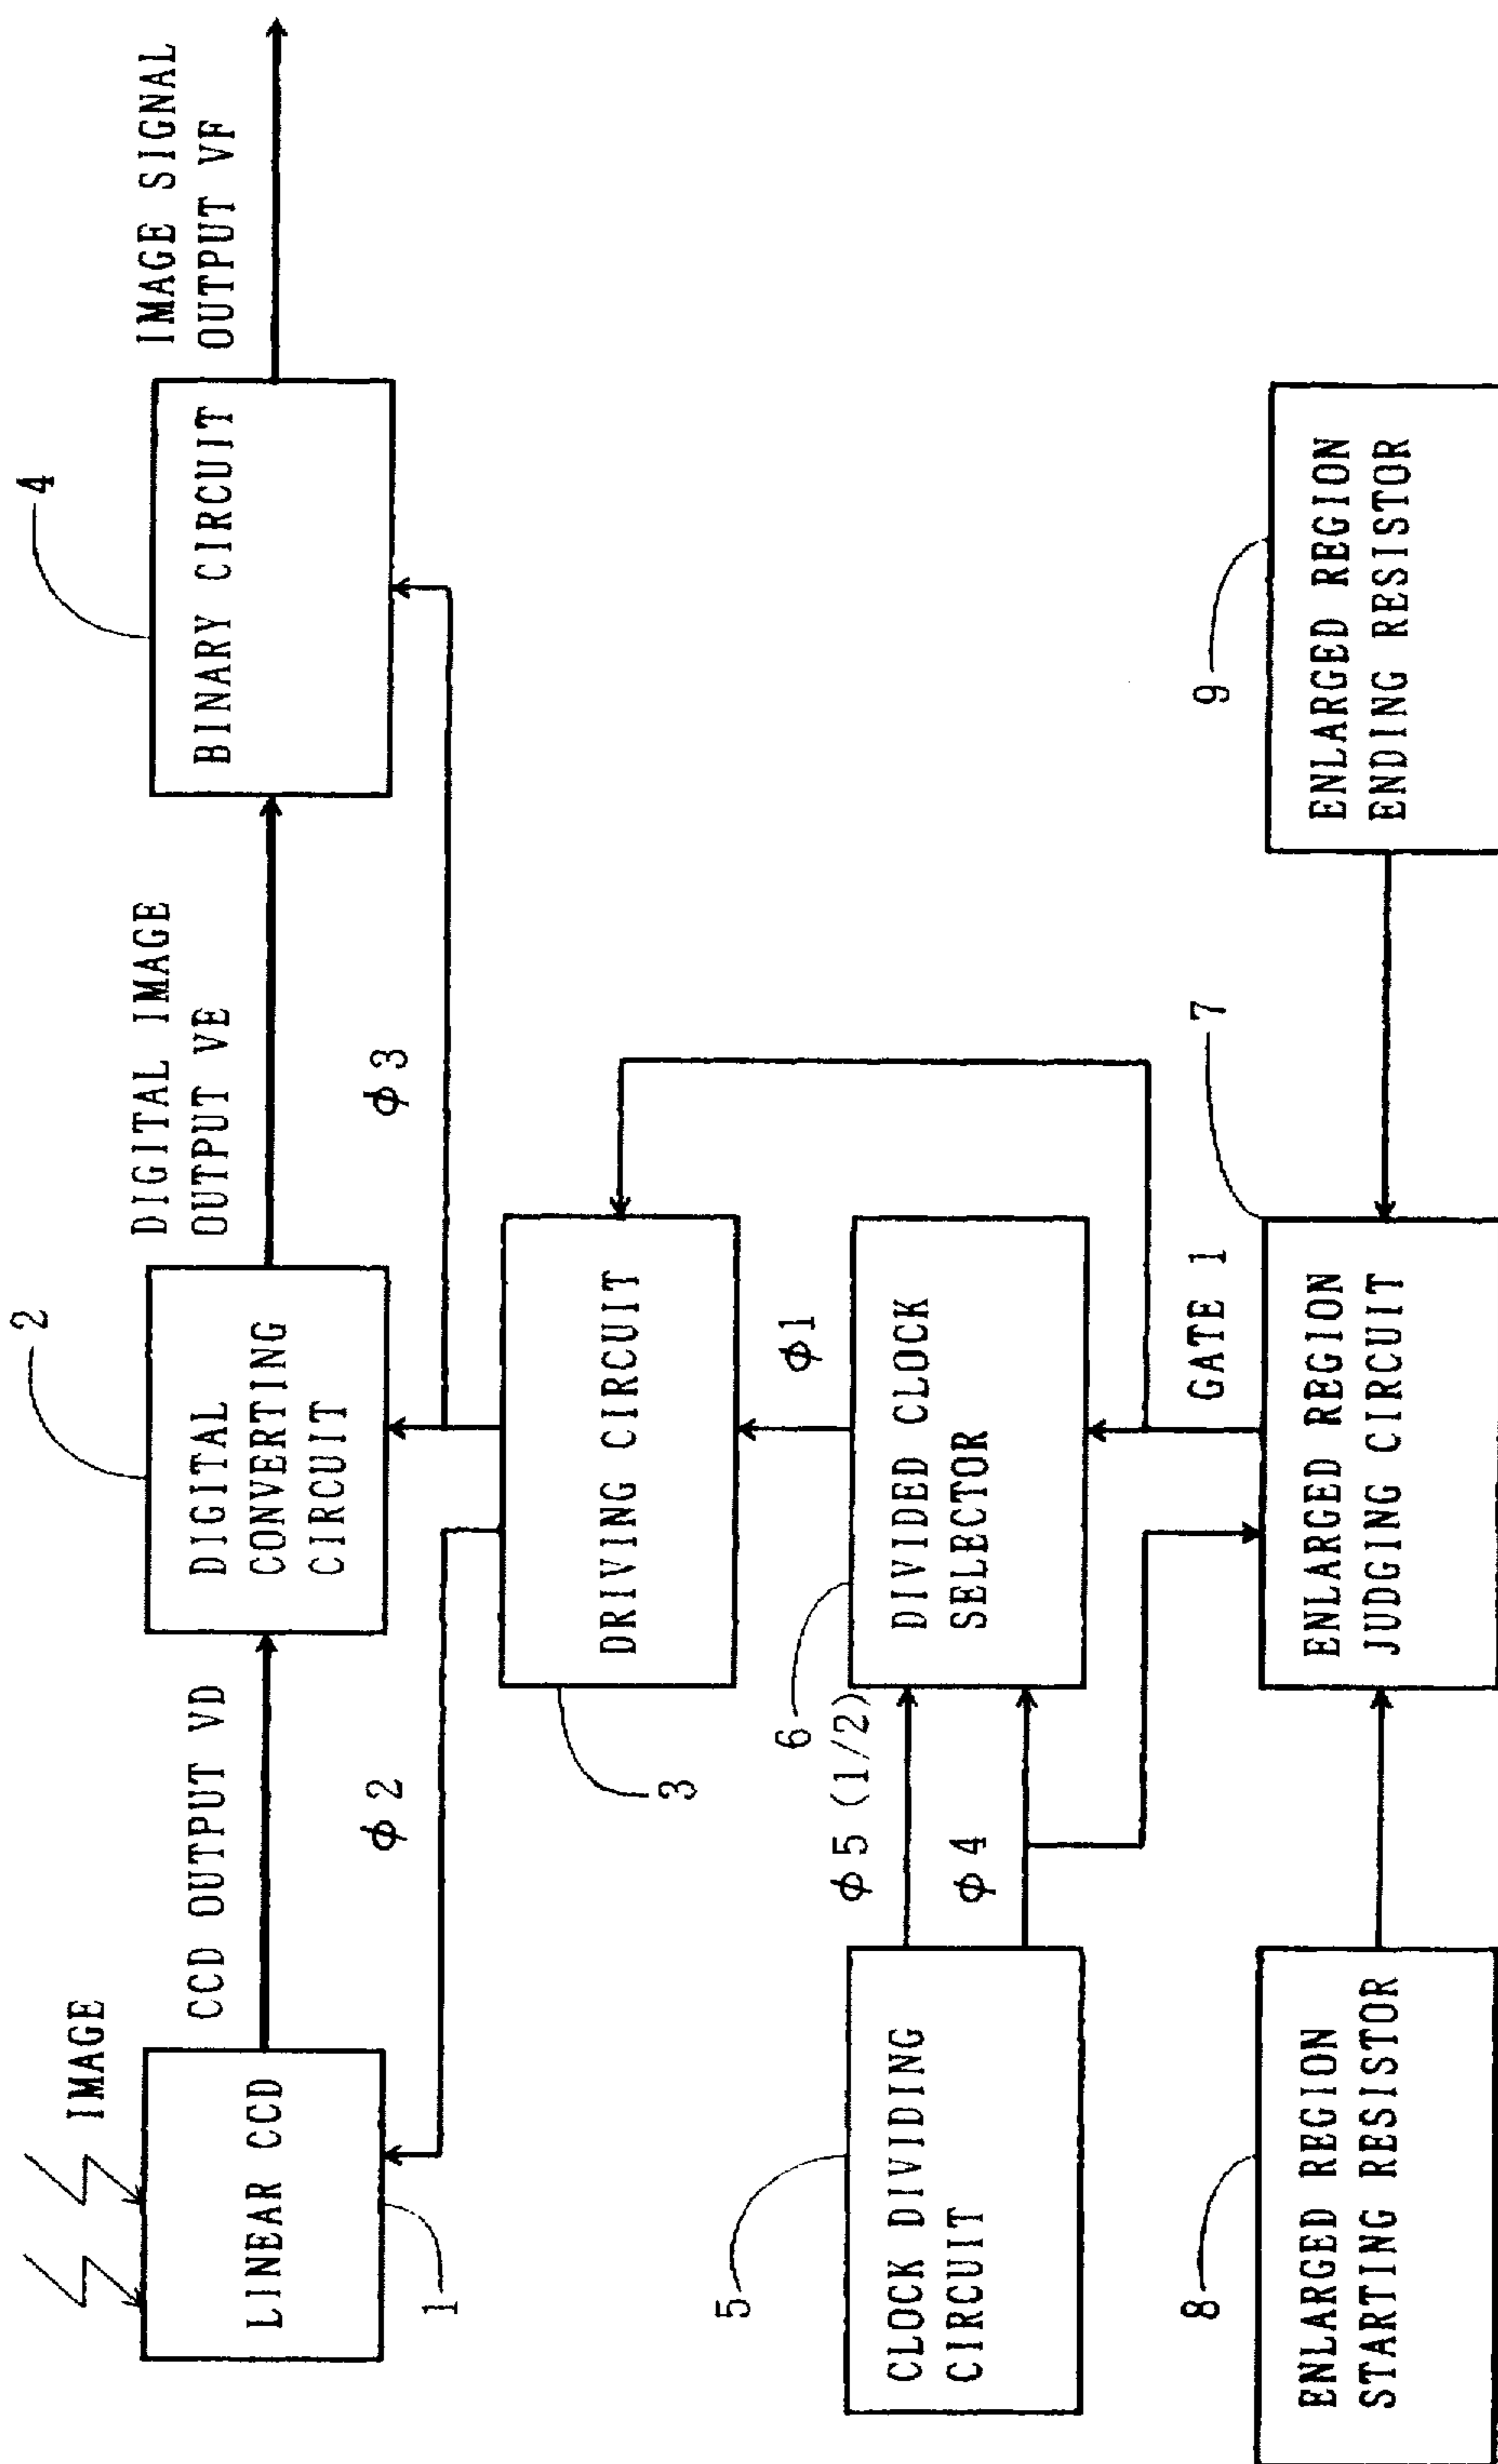 IMAGE
LINEAR CCD
1
CCD OUTPUT VD
φ2
2
DIGITAL
CONVERTING
CIRCUIT
DIGITAL IMAGE
OUTPUT VE
φ3
4
BINARY CIRCUIT
IMAGE SIGNAL
OUTPUT VF
DRIVING CIRCUIT
3
φ1
5
CLOCK DIVIDING
CIRCUIT
φ5 (1/2)
φ4
6
DIVIDED CLOCK
SELECTOR
GATE 1
8
ENLARGED REGION
STARTING RESISTOR
7
ENLARGED REGION
JUDGING CIRCUIT
9
ENLARGED REGION
ENDING RESISTOR